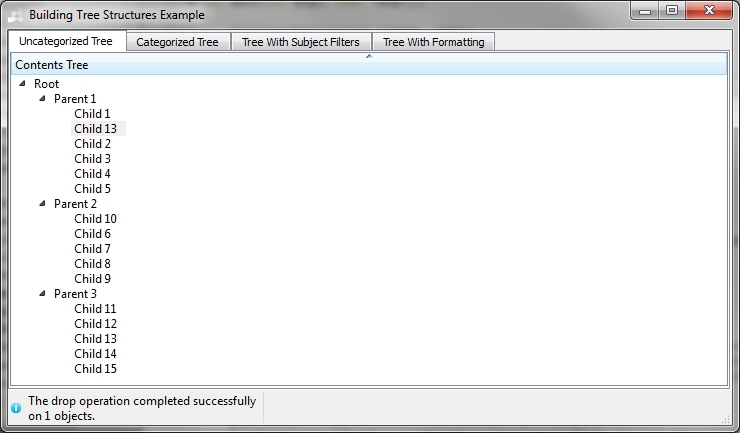 Building Tree Structures Example
Uncategorized Tree
Categorized Tree
Tree With Subject Filters
Tree With Formatting
Contents Tree
Root
Parent 1
Child 1
Child 13
Child 2
Child 3
Child 4
Child 5
Parent 2
Child 10
Child 6
Child 7
Child 8
Child 9
Parent 3
Child 11
Child 12
Child 13
Child 14
Child 15
The drop operation completed successfully
on 1 objects.